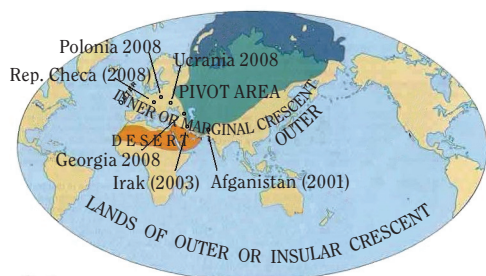 Polonia 2008
Ucrania 2008
Rep. Checa (2008)
PIVOT AREA
INNER OR MARGINAL CRESCENT
OUTER
DESERT
Georgia 2008
Irak (2003)
Afganistan (2001)
LANDS OF OUTER OR INSULAR CRESCENT